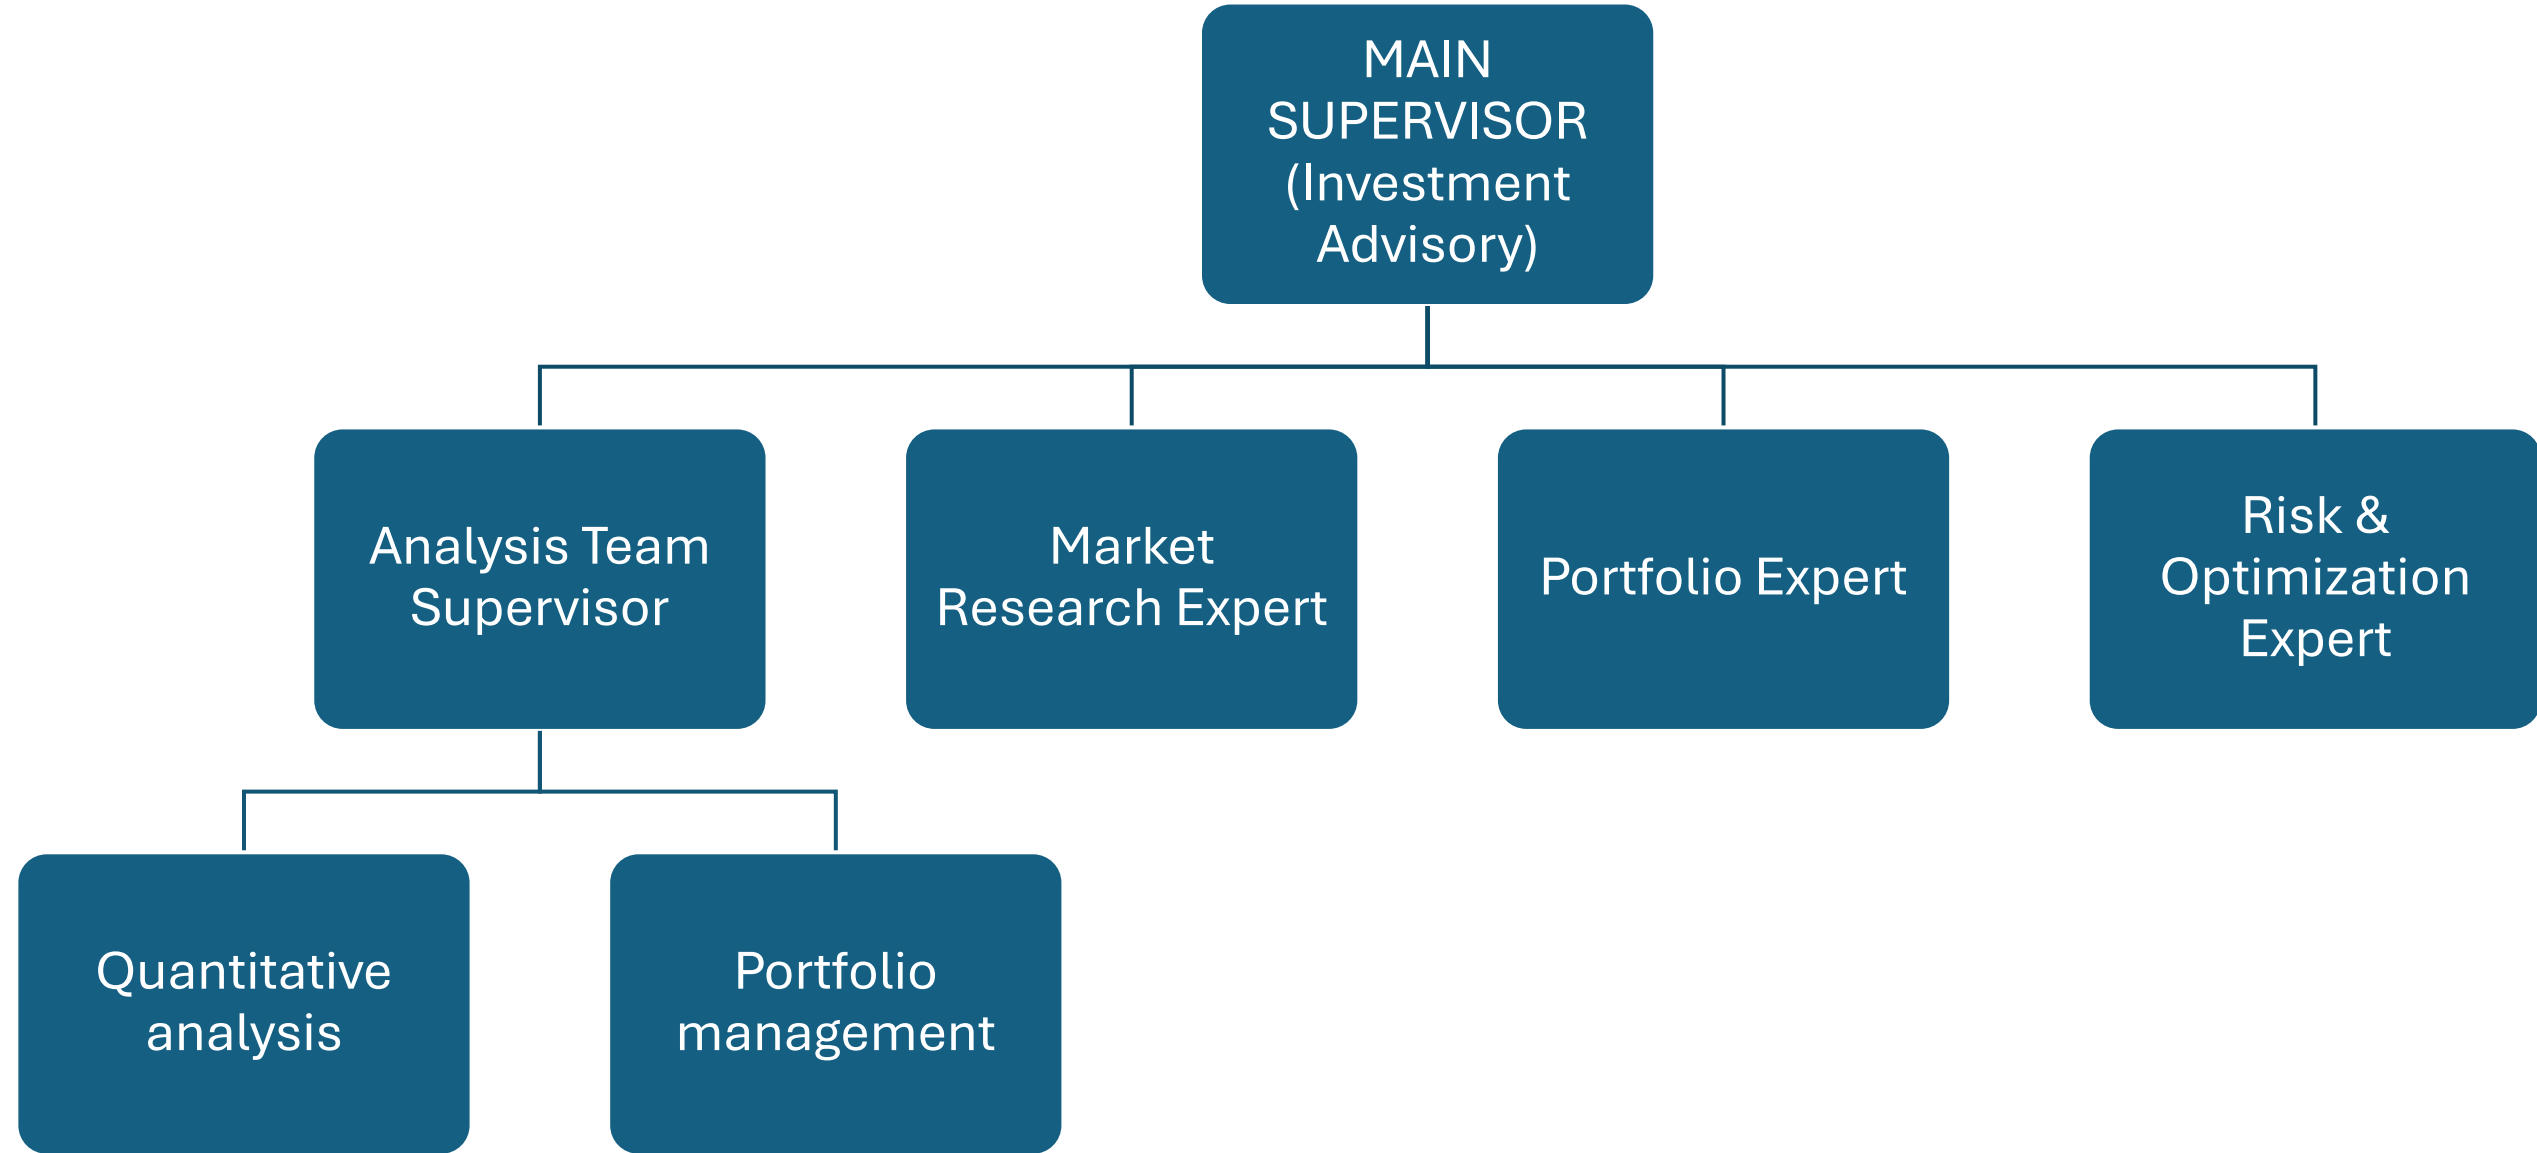 MAIN
SUPERVISOR
(Investment
Advisory)
Analysis Team
Supervisor
Market
Research Expert
Portfolio Expert
Risk &
Optimization
Expert
Quantitative
analysis
Portfolio
management